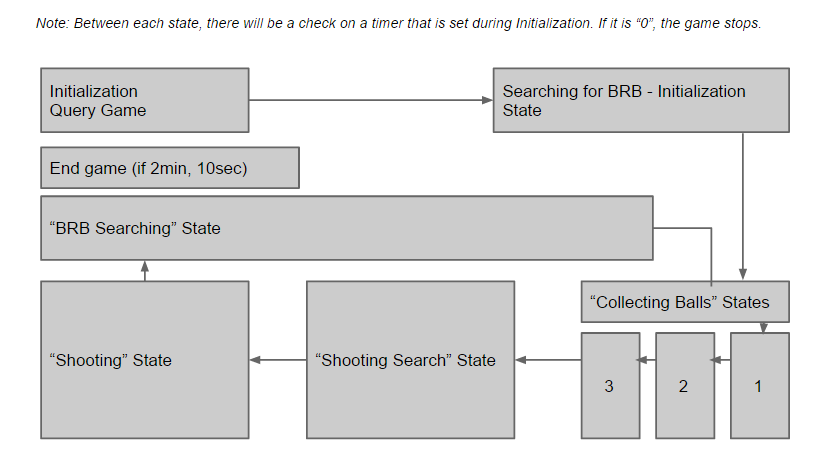 Note: Between each state, there will be a check on a timer that is set during Initialization. If it is “0”, the game stops.
Initialization
Query Game
Searching for BRB - Initialization
State
End game (if 2min, 10sec)
“BRB Searching” State
“Collecting Balls” States
“Shooting” State
“Shooting Search” State
3
2
1